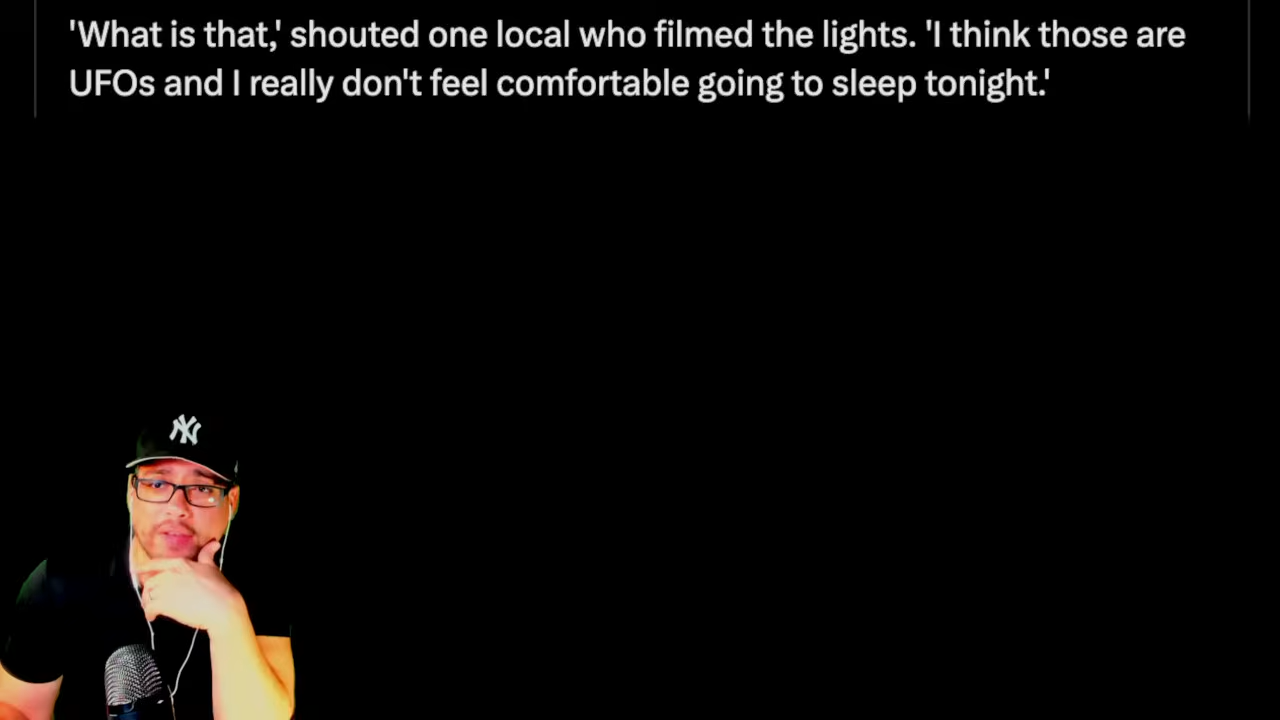 'What is that,' shouted one local who filmed the lights. 'I think those are
UFOs and I really don't feel comfortable going to sleep tonight.'
NY